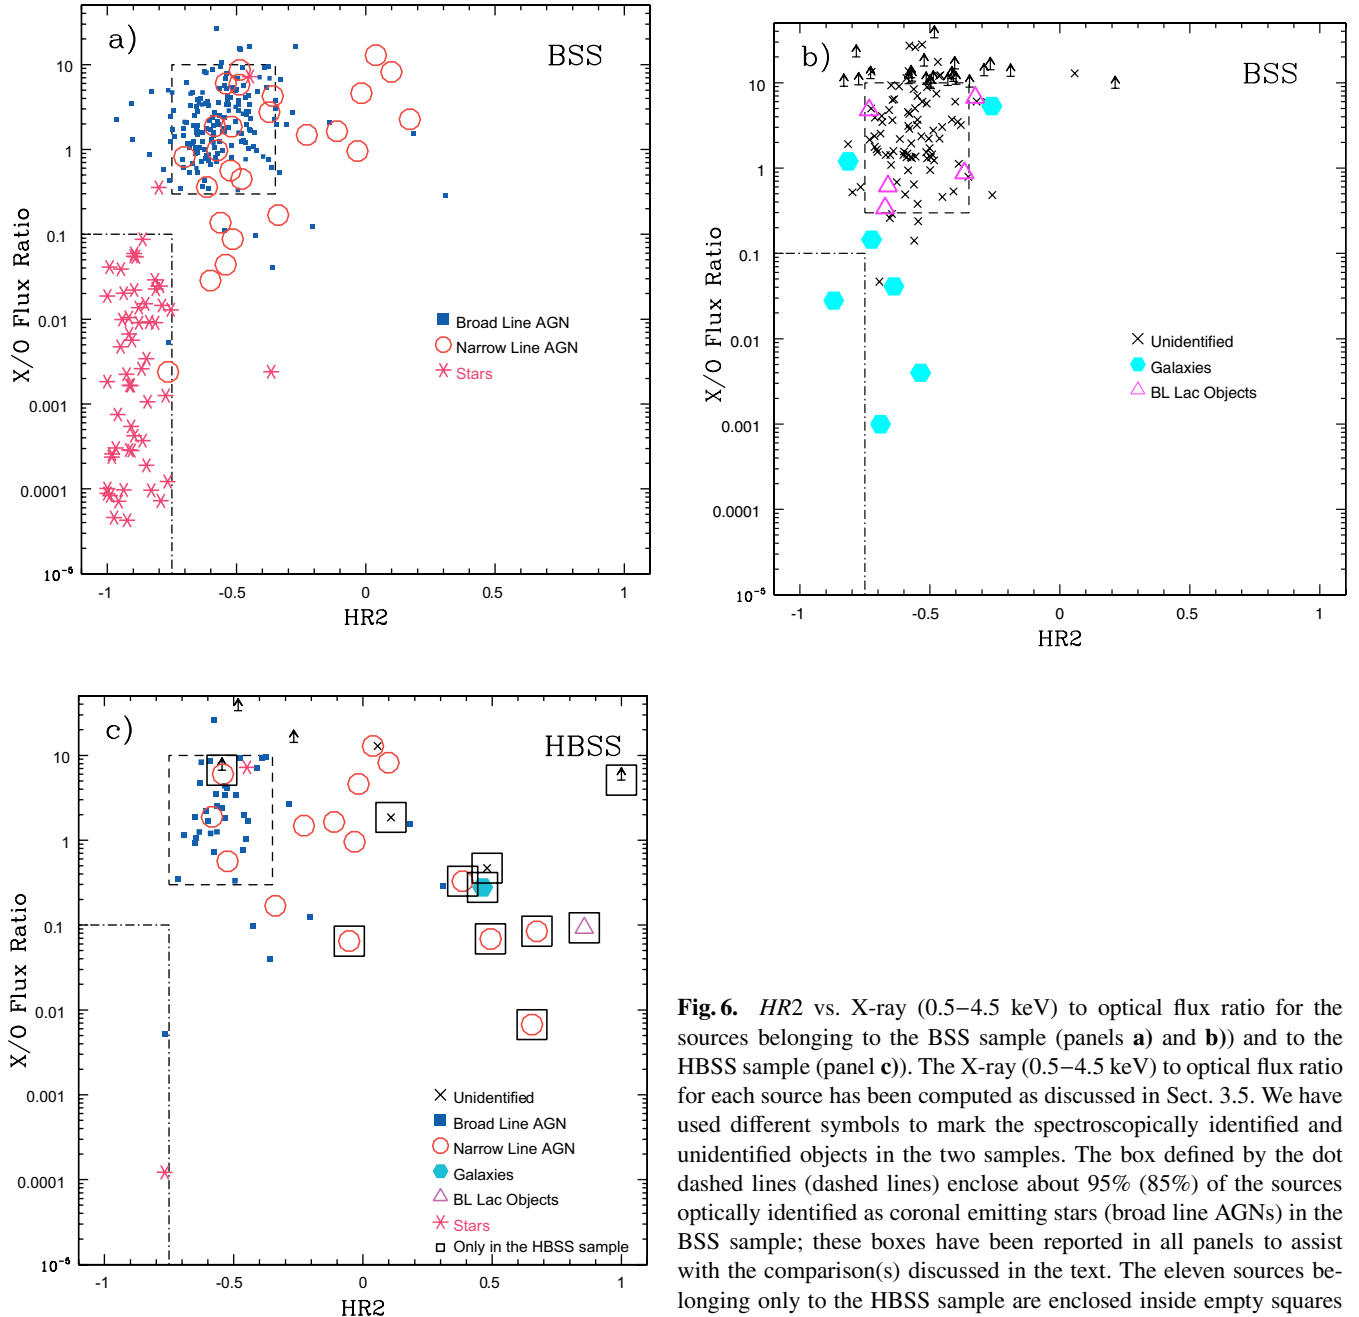 a)
BSS
10
1
0.1
0.01
0.001
0.0001
10⁻⁵
X/O Flux Ratio
Broad Line AGN
Narrow Line AGN
Stars
-1
-0.5
0
0.5
1
HR2
b)
BSS
10
1
0.1
0.01
0.001
0.0001
10⁻⁵
X/O Flux Ratio
Unidentified
Galaxies
BL Lac Objects
-1
-0.5
0
0.5
1
HR2
c)
HBSS
10
1
0.1
0.01
0.001
0.0001
10⁻⁵
X/O Flux Ratio
Unidentified
Broad Line AGN
Narrow Line AGN
Galaxies
BL Lac Objects
Stars
Only in the HBSS sample
-1
-0.5
0
0.5
1
HR2
Fig. 6. HR2 vs. X-ray (0.5–4.5 keV) to optical flux ratio for the
sources belonging to the BSS sample (panels a) and b)) and to the
HBSS sample (panel c)). The X-ray (0.5–4.5 keV) to optical flux ratio
for each source has been computed as discussed in Sect. 3.5. We have
used different symbols to mark the spectroscopically identified and
unidentified objects in the two samples. The box defined by the dot
dashed lines (dashed lines) enclose about 95% (85%) of the sources
optically identified as coronal emitting stars (broad line AGNs) in the
BSS sample; these boxes have been reported in all panels to assist
with the comparison(s) discussed in the text. The eleven sources be-
longing only to the HBSS sample are enclosed inside empty squares